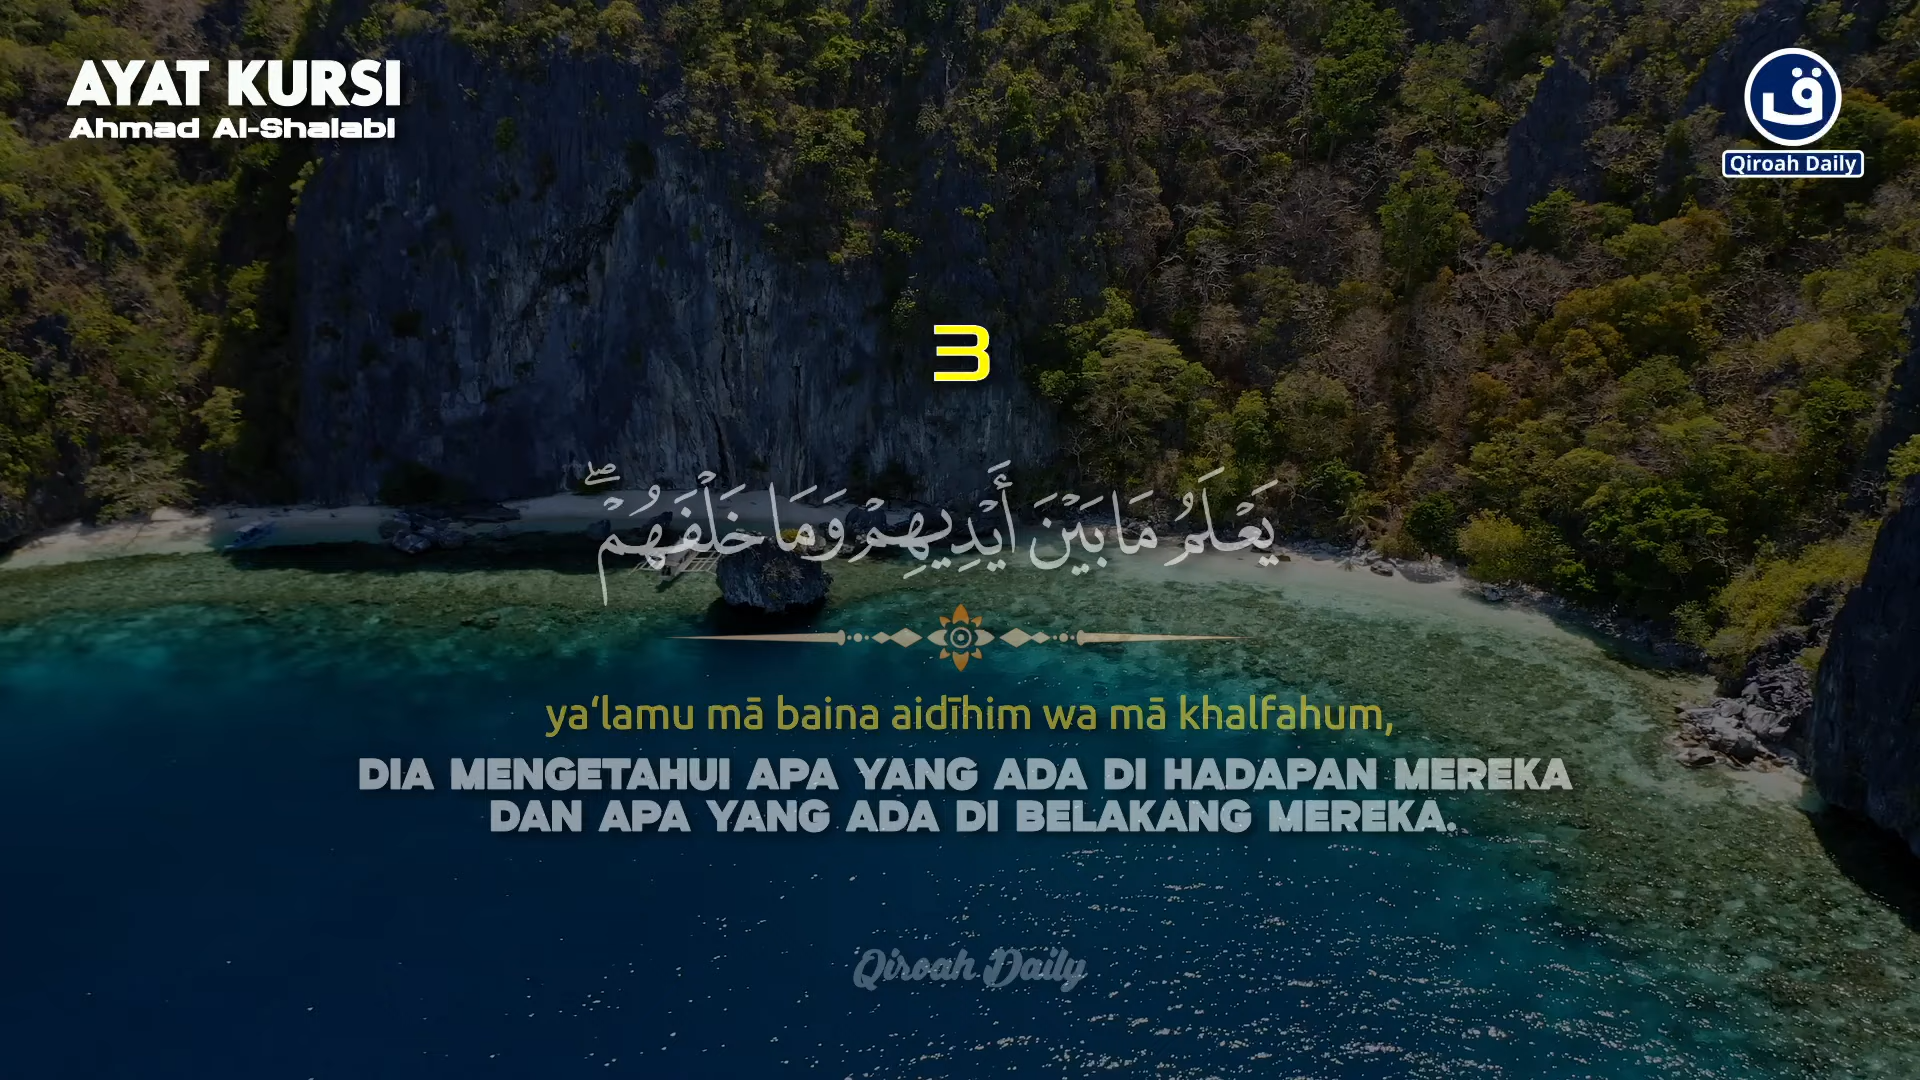 AYAT KURSI
Ahmad Al-Shalabi
ق
Qiroah Daily
3
يَعْلَمُ مَا بَيْنَ أَيْدِيهِمْ وَمَا خَلْفَهُمْ ۖ
ya‘lamu mā baina aidīhim wa mā khalfahum,
DIA MENGETAHUI APA YANG ADA DI HADAPAN MEREKA
DAN APA YANG ADA DI BELAKANG MEREKA.
Qiroah Daily